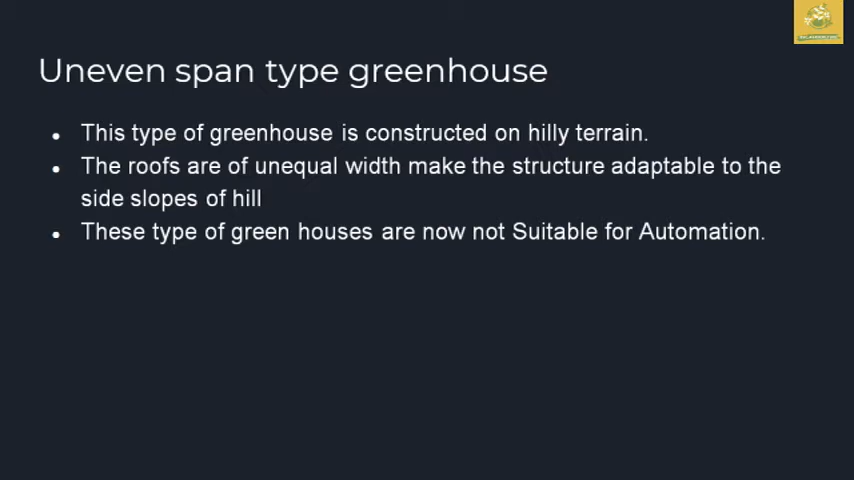 Uneven span type greenhouse
• This type of greenhouse is constructed on hilly terrain.
• The roofs are of unequal width make the structure adaptable to the
side slopes of hill
• These type of green houses are now not Suitable for Automation.